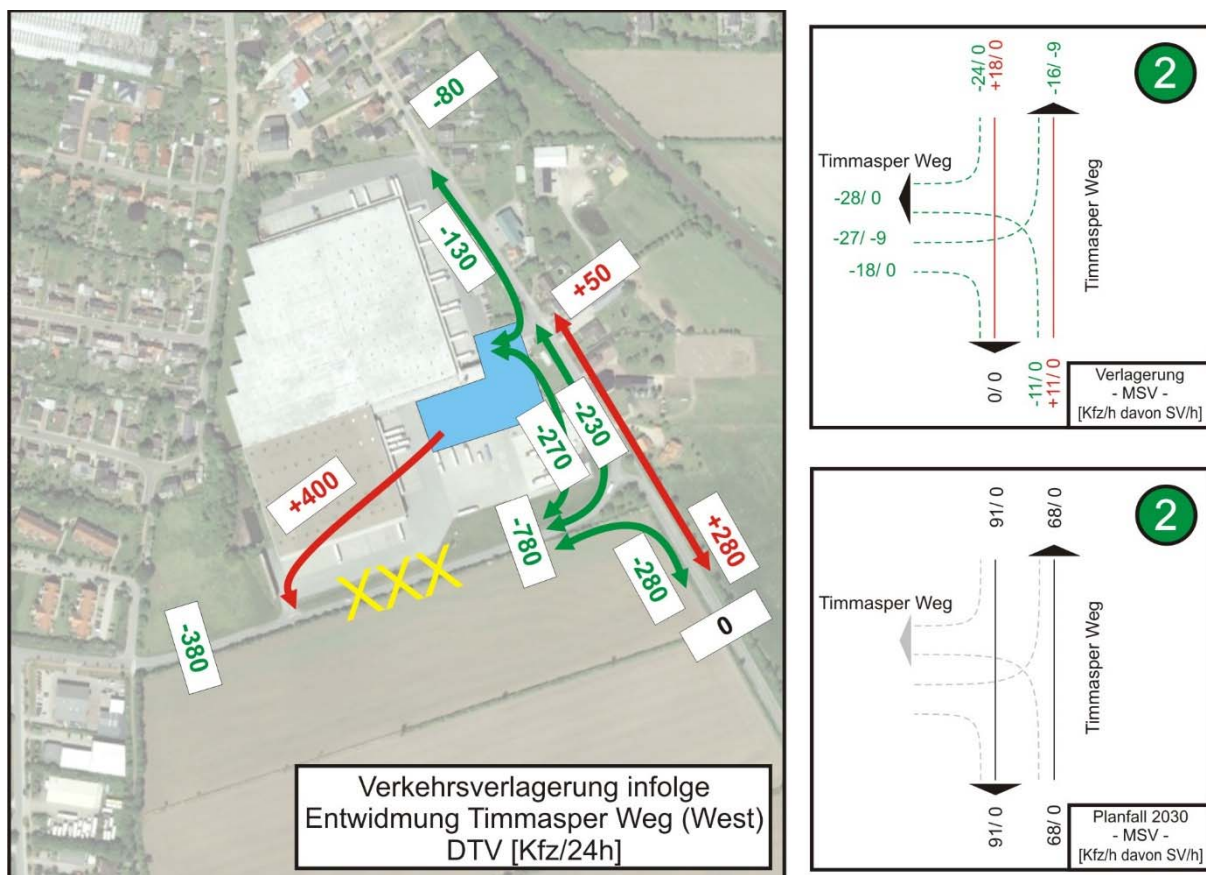 -80
-130
+50
-230
-270
+400
-780
+280
-280
-380
0
XXX
Verkehrsverlagerung infolge
Entwidmung Timmasper Weg (West)
DTV [Kfz/24h]
-24/ 0
+18/ 0
-16/ -9
2
Timmasper Weg
-28/ 0
-27/ -9
-18/ 0
Timmasper Weg
0/ 0
-11/ 0
+11/ 0
Verlagerung
- MSV -
[Kfz/h davon SV/h]
91/ 0
68/ 0
2
Timmasper Weg
Timmasper Weg
91/ 0
68/ 0
Planfall 2030
- MSV -
[Kfz/h davon SV/h]